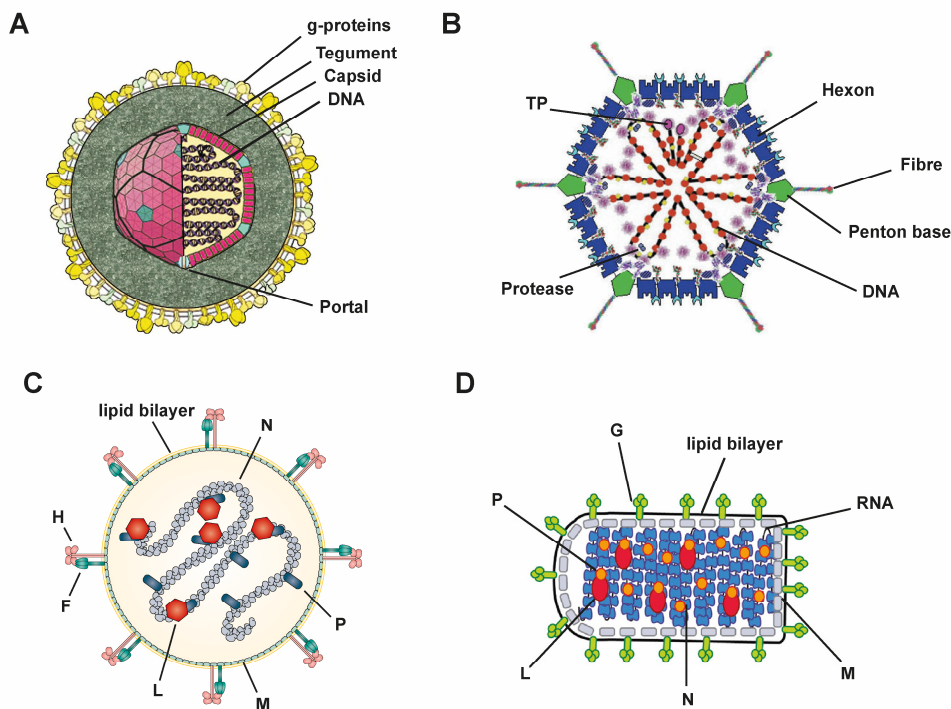 A
g-proteins
Tegument
Capsid
DNA
Portal
B
TP
Hexon
Fibre
Penton base
Protease
DNA
C
lipid bilayer
N
H
F
P
L
M
D
G
lipid bilayer
P
RNA
L
N
M